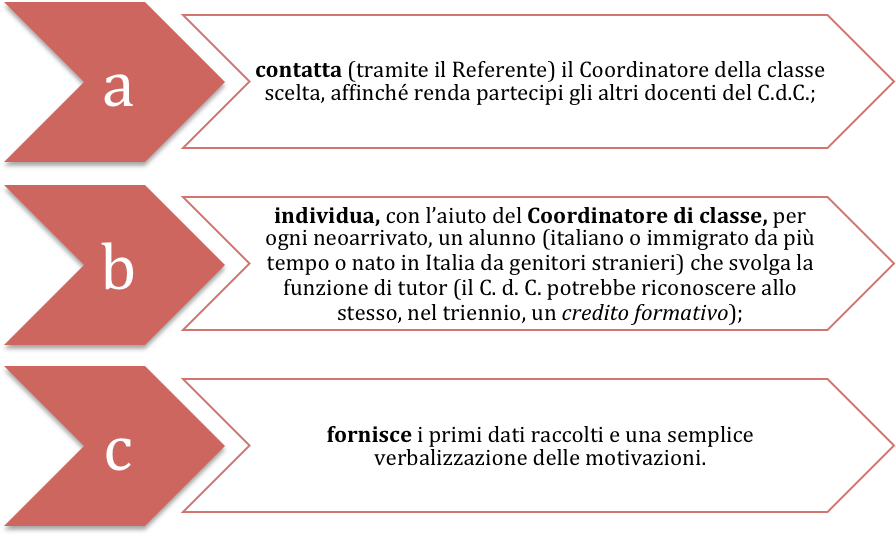 a
contatta (tramite il Referente) il Coordinatore della classe
scelta, affinché renda partecipi gli altri docenti del C.d.C.;
b
individua, con l’aiuto del Coordinatore di classe, per
ogni neoarrivato, un alunno (italiano o immigrato da più
tempo o nato in Italia da genitori stranieri) che svolga la
funzione di tutor (il C. d. C. potrebbe riconoscere allo
stesso, nel triennio, un credito formativo);
c
fornisce i primi dati raccolti e una semplice
verbalizzazione delle motivazioni.